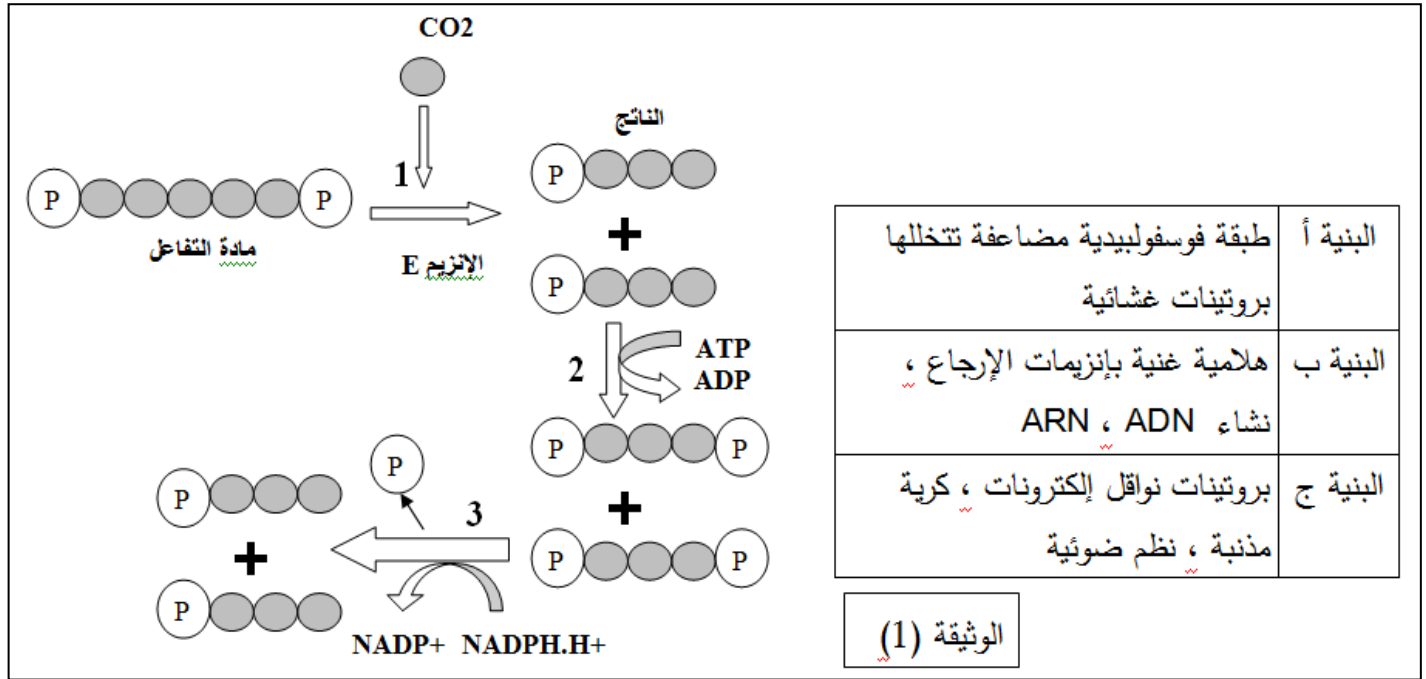 CO2
الناتج
P
P P
1
+
مادة التفاعل
الإنزيم E
P
2
ATP
ADP
P P
P
+
3
P
+
P P
P
NADP+ NADPH.H+
البنية أ طبقة فوسفولبيدية مضاعفة تتخللها
بروتينات غشائية
البنية ب هلامية غنية بإنزيمات الإرجاع ،
نشاء ADN ، ARN
البنية ج بروتينات نواقل إلكترونات ، كرية
مذنبة ، نظم ضوئية
الوثيقة (1)